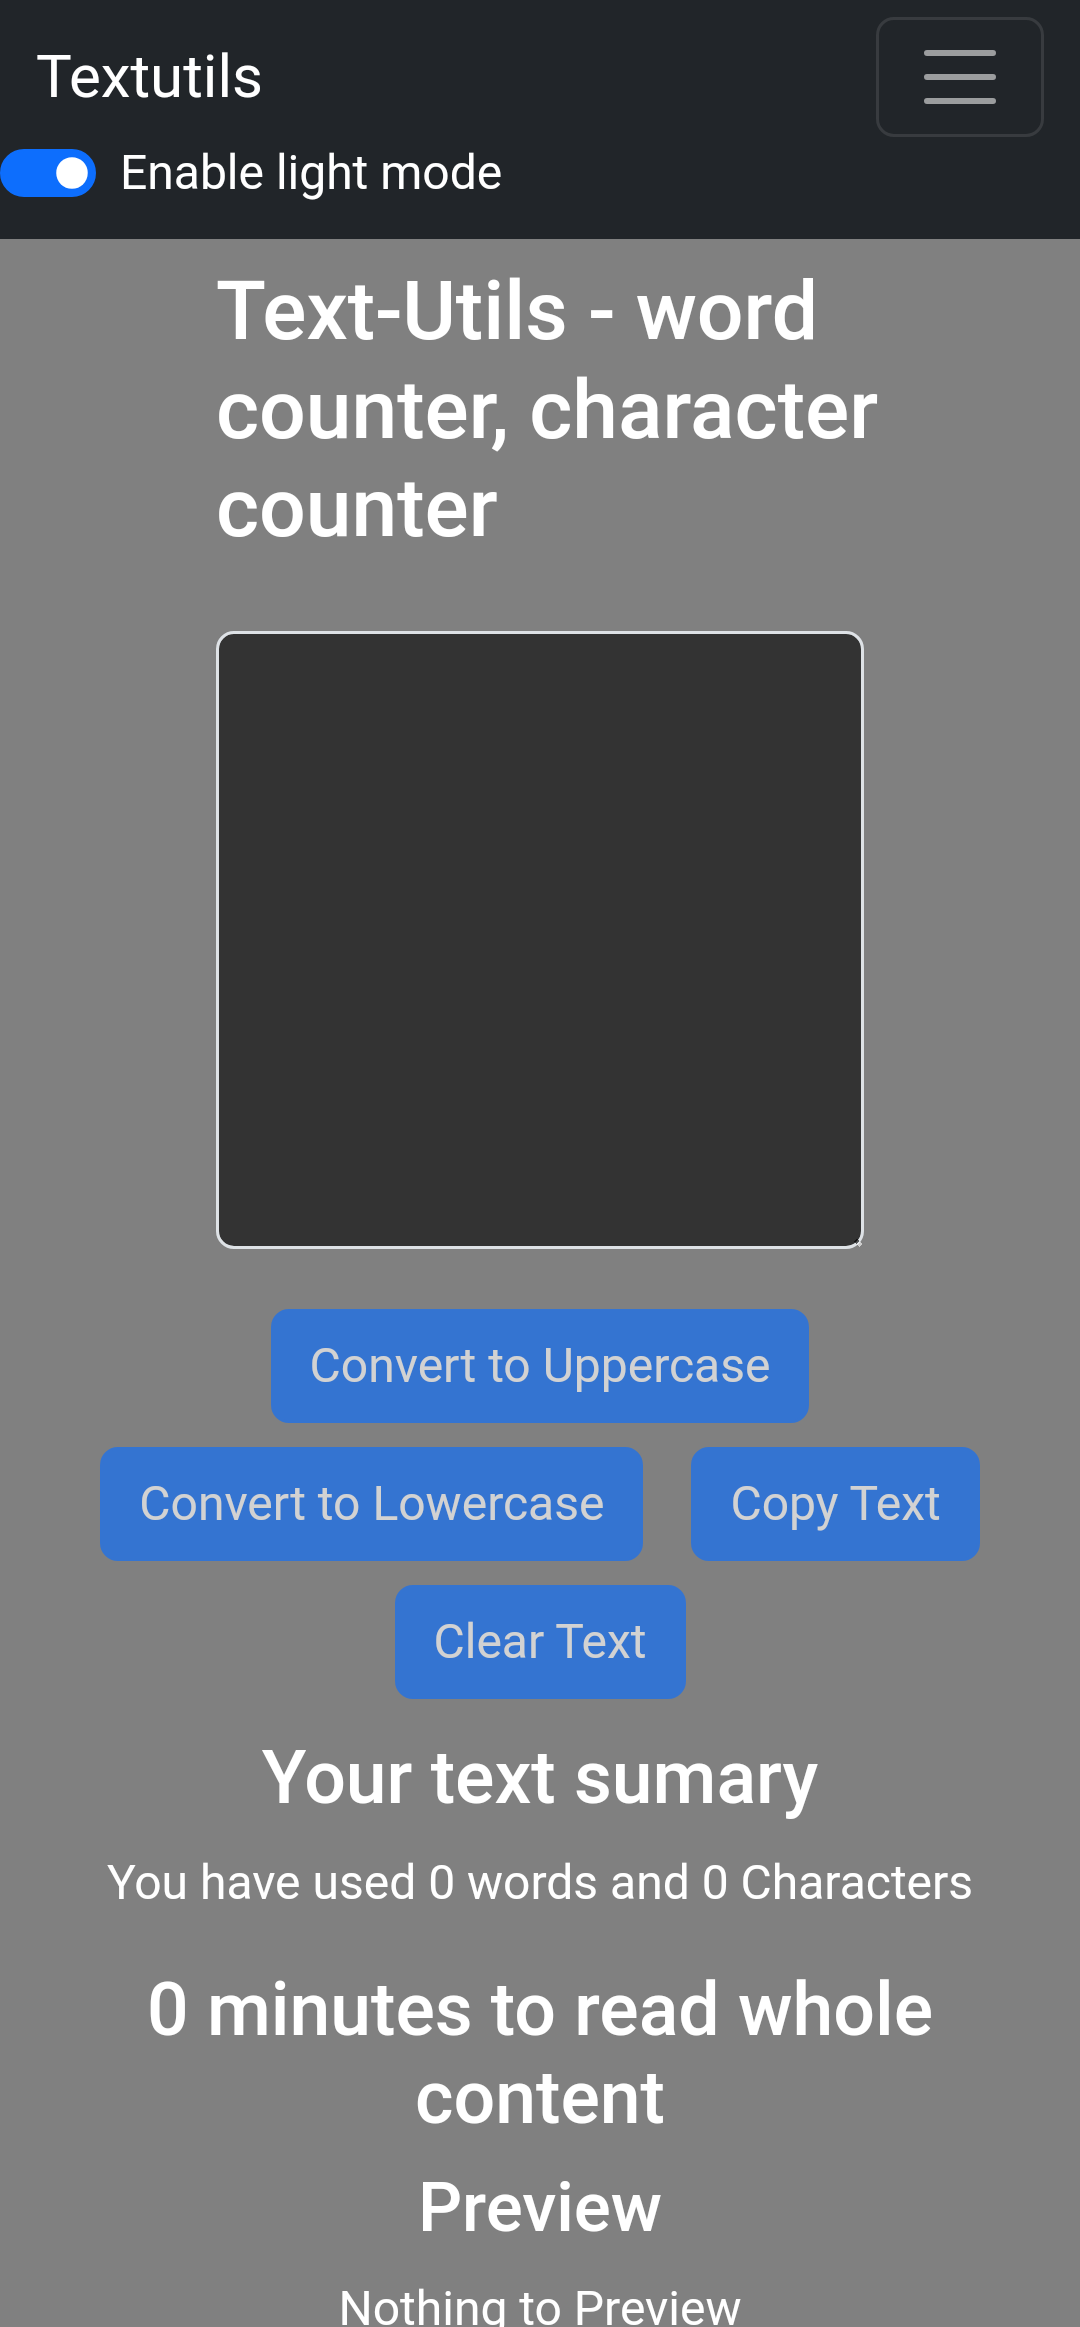 Textutils
Enable light mode
Text-Utils - word
counter, character
counter
Convert to Uppercase
Convert to Lowercase
Copy Text
Clear Text
Your text sumary
You have used 0 words and 0 Characters
0 minutes to read whole
content
Preview
Nothing to Preview